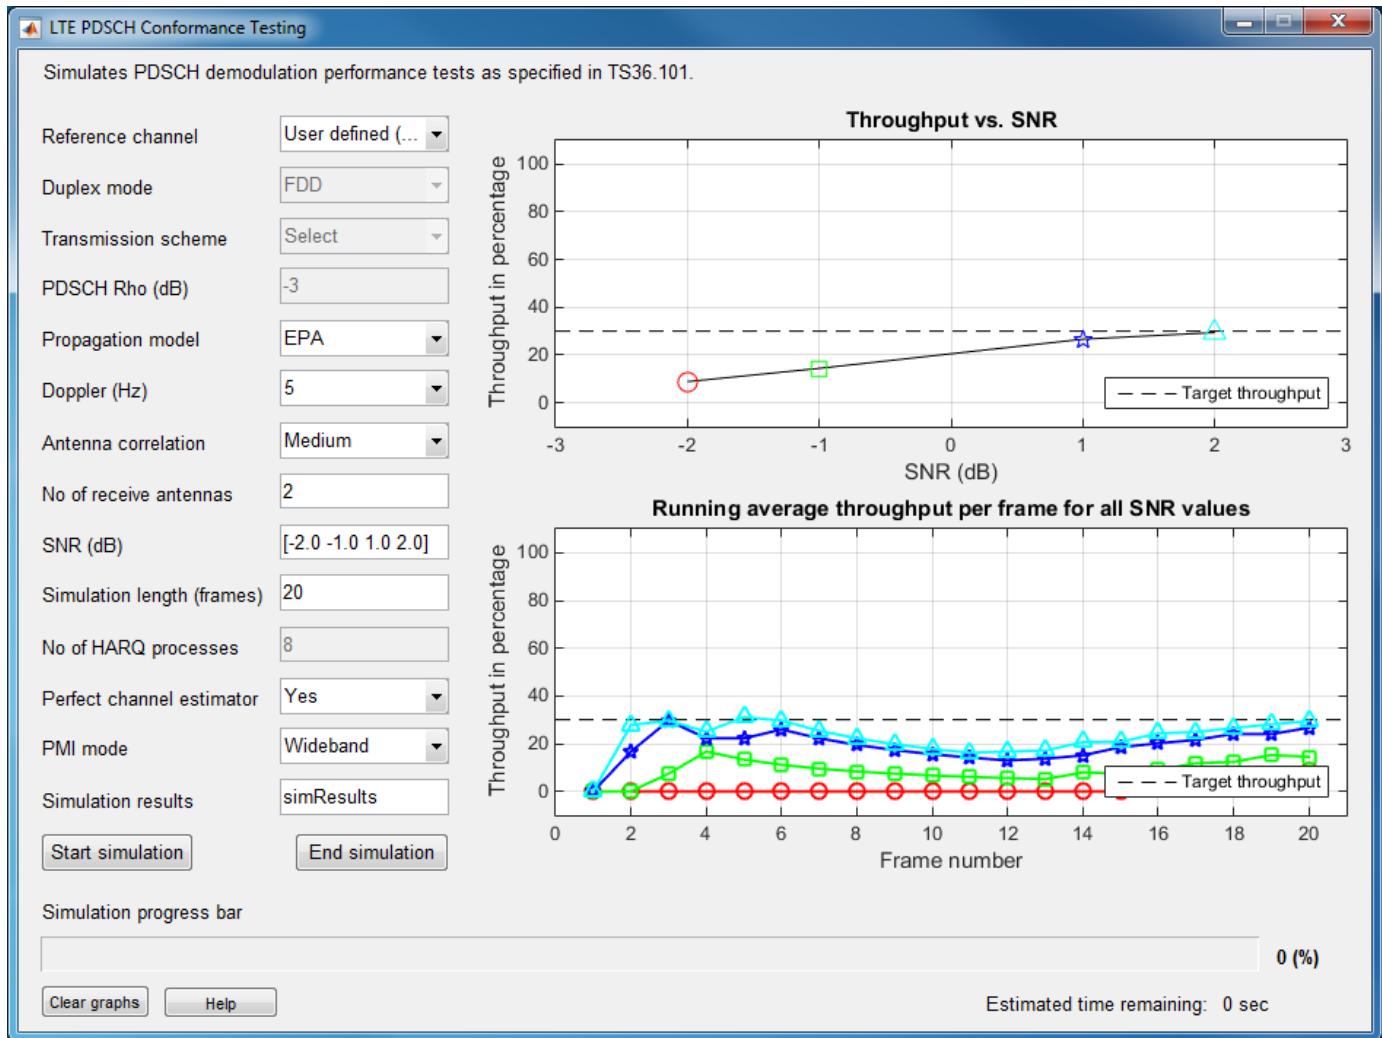 LTE PDSCH Conformance Testing
Simulates PDSCH demodulation performance tests as specified in TS36.101.
Reference channel
User defined (...
Duplex mode
FDD
Transmission scheme
Select
PDSCH Rho (dB)
-3
Propagation model
EPA
Doppler (Hz)
5
Antenna correlation
Medium
No of receive antennas
2
SNR (dB)
[-2.0 -1.0 1.0 2.0]
Simulation length (frames)
20
No of HARQ processes
8
Perfect channel estimator
Yes
PMI mode
Wideband
Simulation results
simResults
Start simulation
End simulation
Throughput vs. SNR
Throughput in percentage
100
80
60
40
20
0
Target throughput
-3 -2 -1 0 1 2 3
SNR (dB)
Running average throughput per frame for all SNR values
Throughput in percentage
100
80
60
40
20
0
Target throughput
0 2 4 6 8 10 12 14 16 18 20
Frame number
Simulation progress bar
0 (%)
Clear graphs
Help
Estimated time remaining: 0 sec